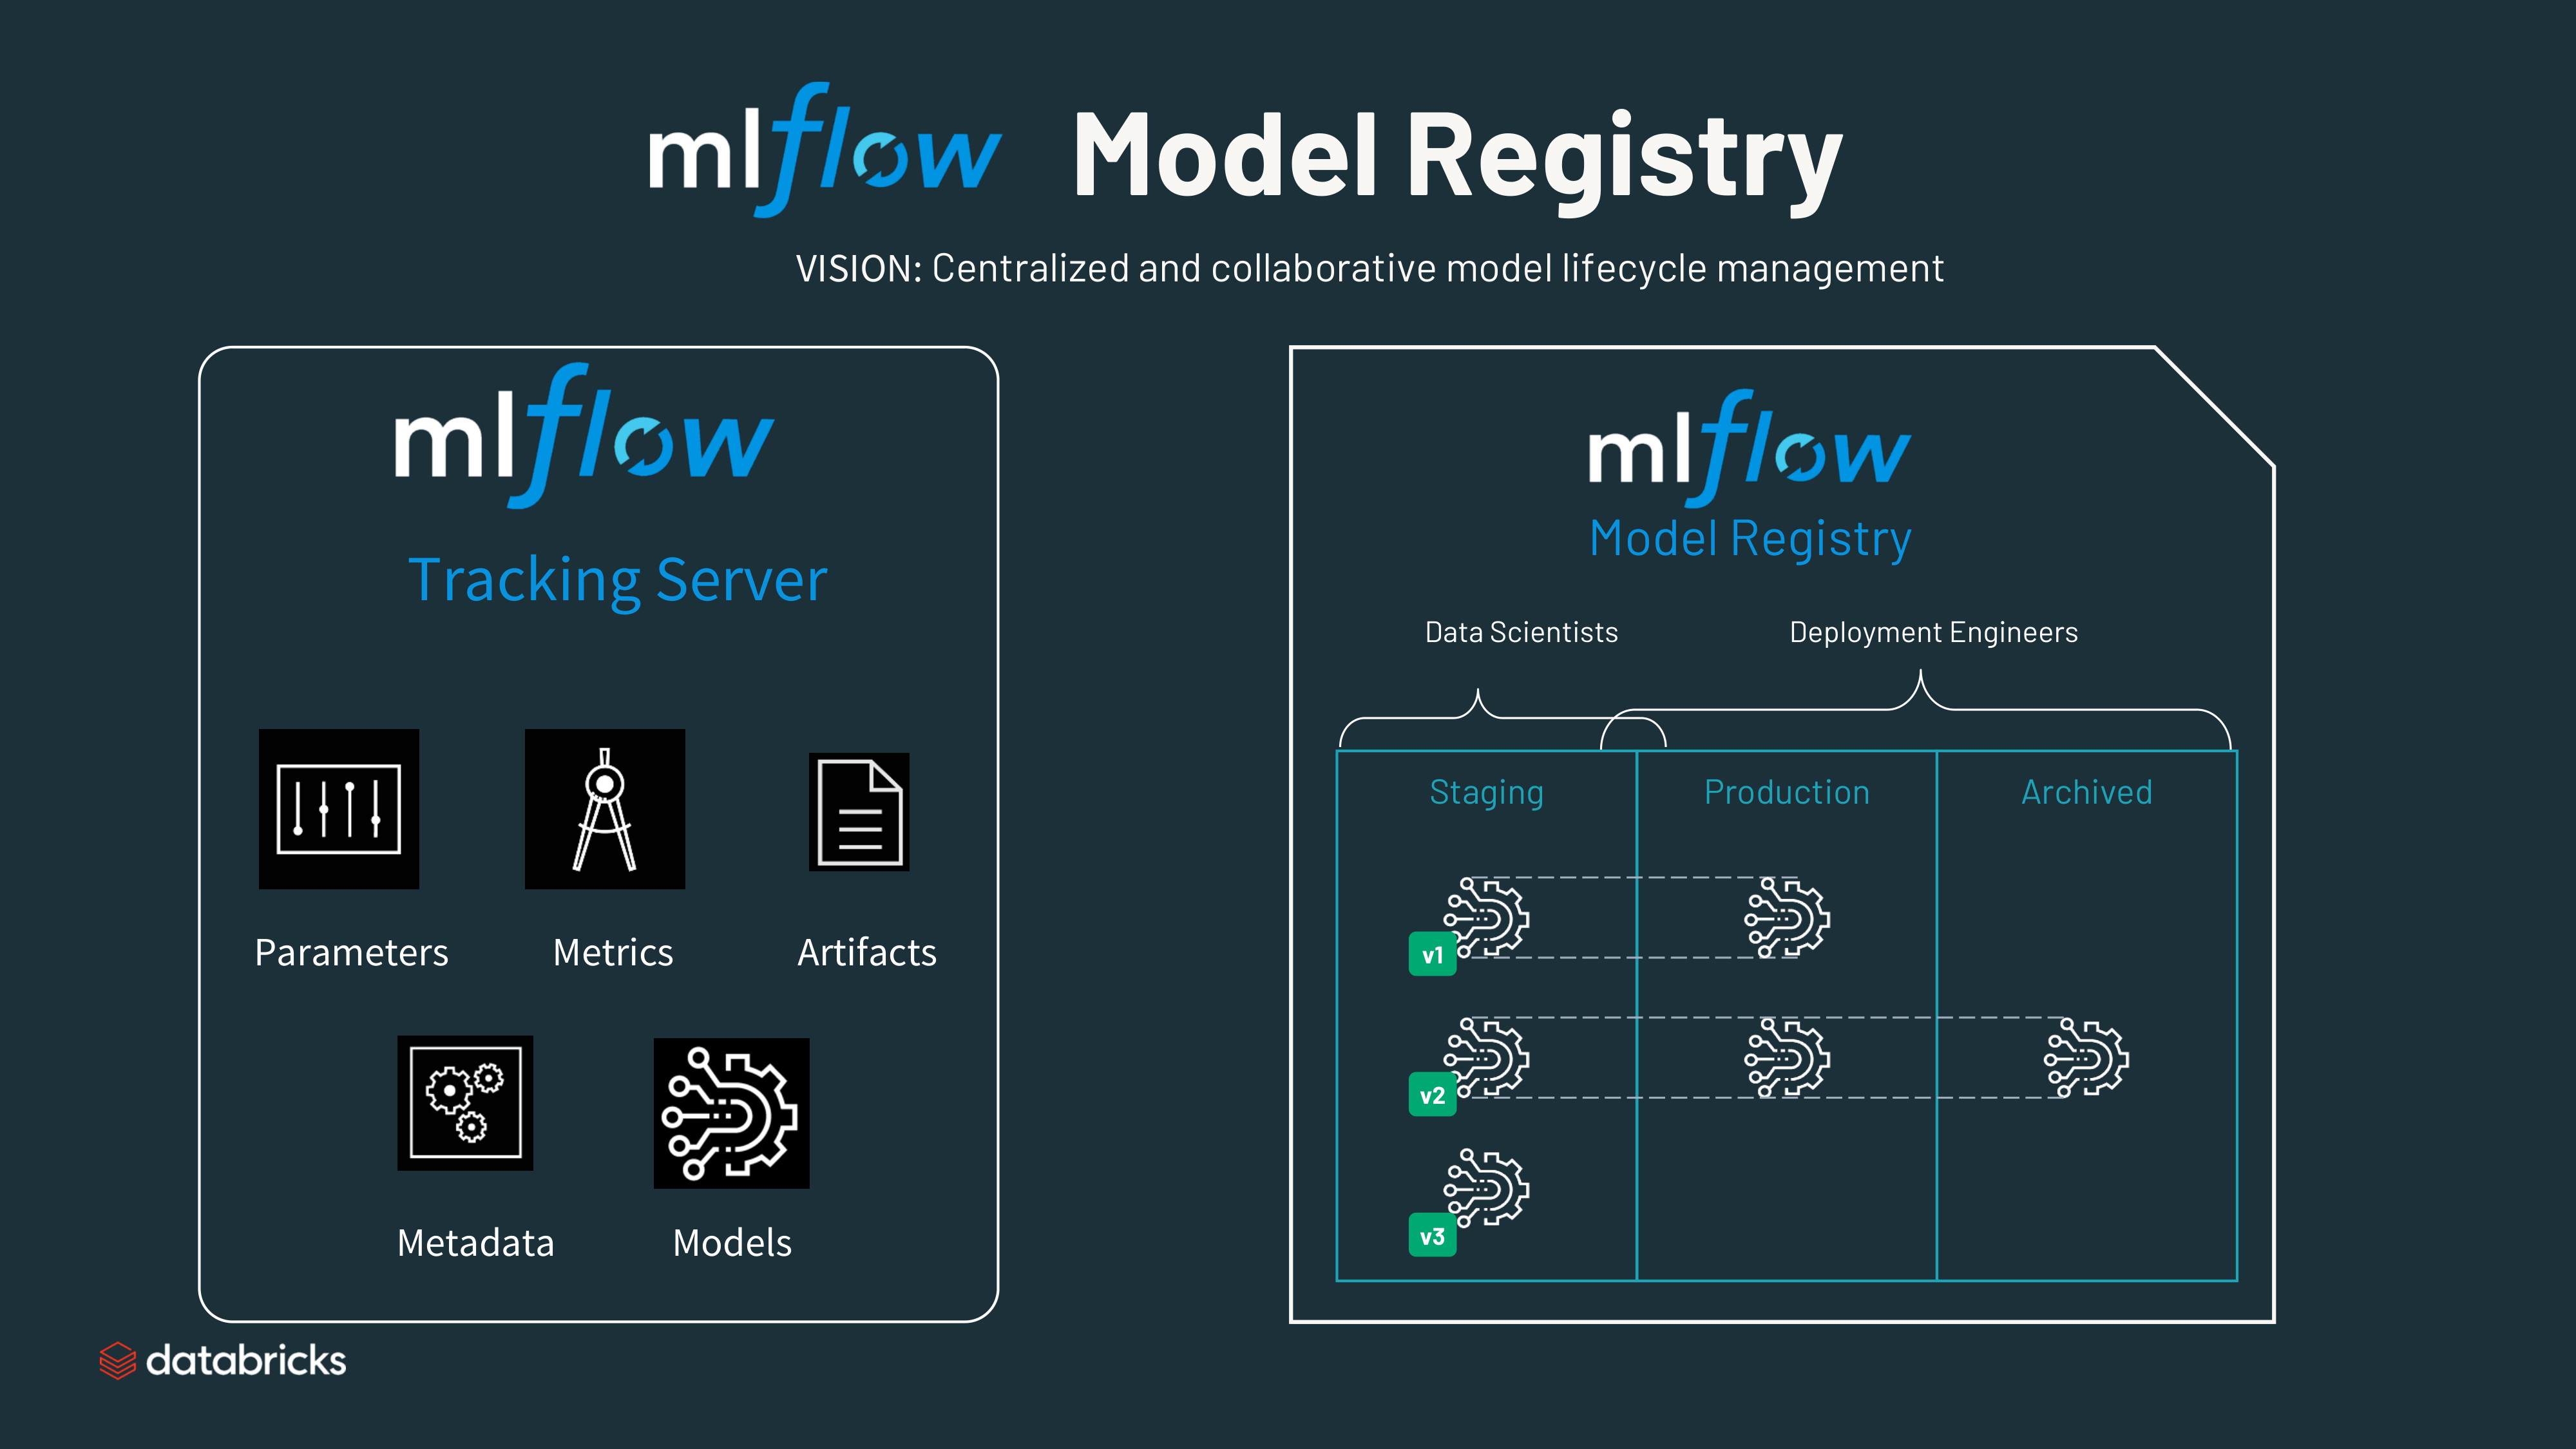 mlflow Model Registry
VISION: Centralized and collaborative model lifecycle management
mlflow
Tracking Server
Parameters Metrics Artifacts
Metadata Models
mlflow
Model Registry
Data Scientists Deployment Engineers
Staging Production Archived
v1
v2
v3
databricks